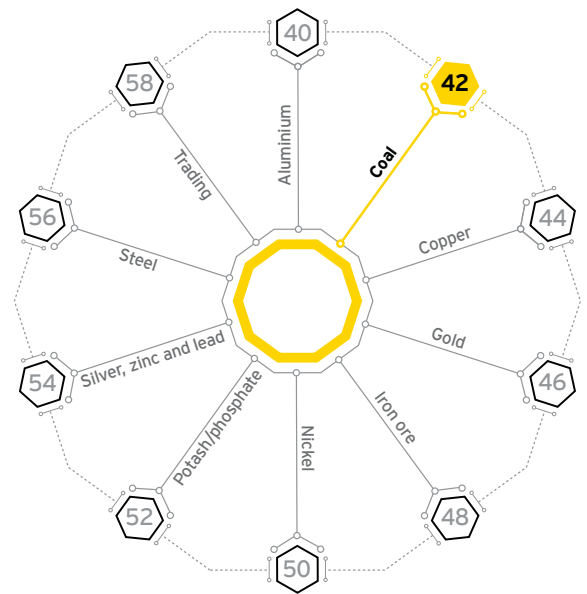 40
Aluminium
42
Coal
44
Copper
46
Gold
48
Iron ore
50
Nickel
52
Potash/phosphate
54
Silver, zinc and lead
56
Steel
58
Trading